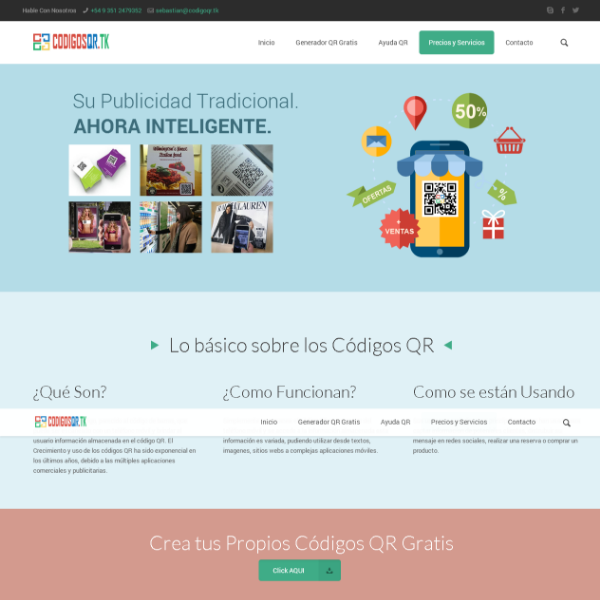 Hable Con Nosotros +54 9 351 2479352 sebastian@codigoqr.tk
CODIGOSQR.TK
Inicio Generador QR Gratis Ayuda QR Precios y Servicios Contacto
Su Publicidad Tradicional.
AHORA INTELIGENTE.
50%
OFERTAS
%
+
VENTAS
LAUREN
Lo básico sobre los Códigos QR
¿Qué Son? ¿Como Funcionan? Como se están Usando
CODIGOSQR.TK
Inicio Generador QR Gratis Ayuda QR Precios y Servicios Contacto
usuario información almacenada en el código QR. El
Crecimiento y uso de los códigos QR ha sido exponencial
en los últimos años, debido a las múltiples aplicaciones
comerciales y publicitarias.
información es variada, pudiendo utilizar desde textos,
imagenes, sitios webs a complejas aplicaciones móviles.
mensaje en redes sociales, realizar una reserva o comprar un
producto.
Crea tus Propios Códigos QR Gratis
Click AQUI